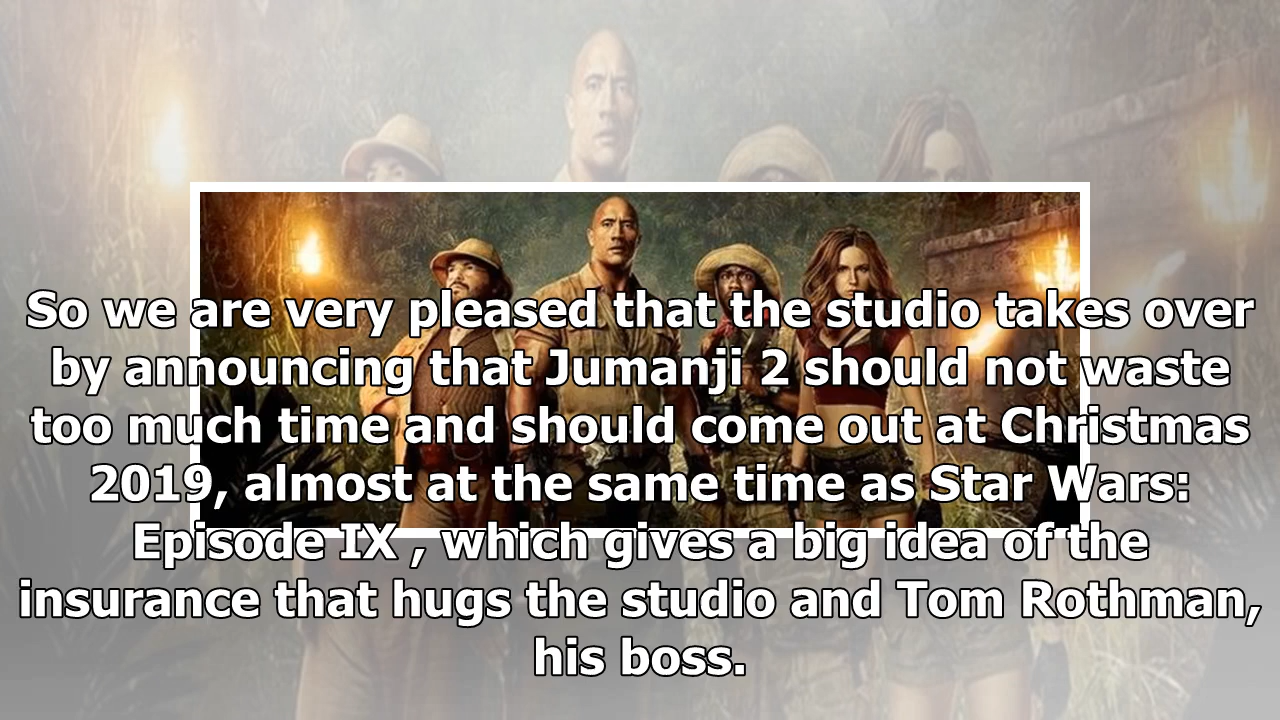 So we are very pleased that the studio takes over
by announcing that Jumanji 2 should not waste
too much time and should come out at Christmas
2019, almost at the same time as Star Wars:
Episode IX , which gives a big idea of the
insurance that hugs the studio and Tom Rothman,
his boss.